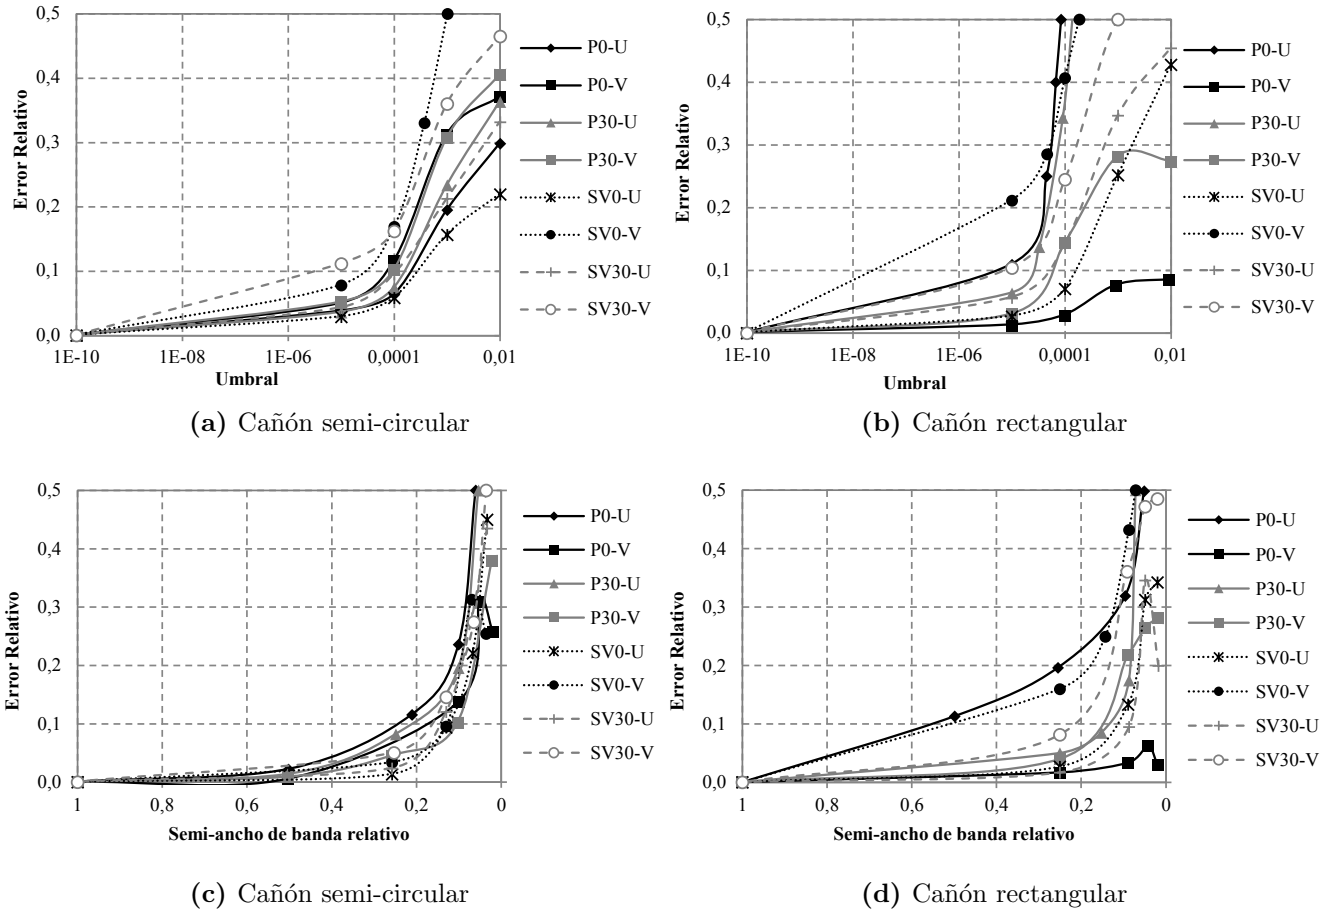 0,5
0,4
0,3
0,2
0,1
0,0
Error Relativo
1E-10 1E-08 1E-06 0,0001 0,01
Umbral
P0-U
P0-V
P30-U
P30-V
SV0-U
SV0-V
SV30-U
SV30-V
(a) Cañón semi-circular
0,5
0,4
0,3
0,2
0,1
0,0
Error Relativo
1E-10 1E-08 1E-06 0,0001 0,01
Umbral
P0-U
P0-V
P30-U
P30-V
SV0-U
SV0-V
SV30-U
SV30-V
(b) Cañón rectangular
0,5
0,4
0,3
0,2
0,1
0,0
Error Relativo
1 0,8 0,6 0,4 0,2 0
Semi-ancho de banda relativo
P0-U
P0-V
P30-U
P30-V
SV0-U
SV0-V
SV30-U
SV30-V
(c) Cañón semi-circular
0,5
0,4
0,3
0,2
0,1
0,0
Error Relativo
1 0,8 0,6 0,4 0,2 0
Semi-ancho de banda relativo
P0-U
P0-V
P30-U
P30-V
SV0-U
SV0-V
SV30-U
SV30-V
(d) Cañón rectangular